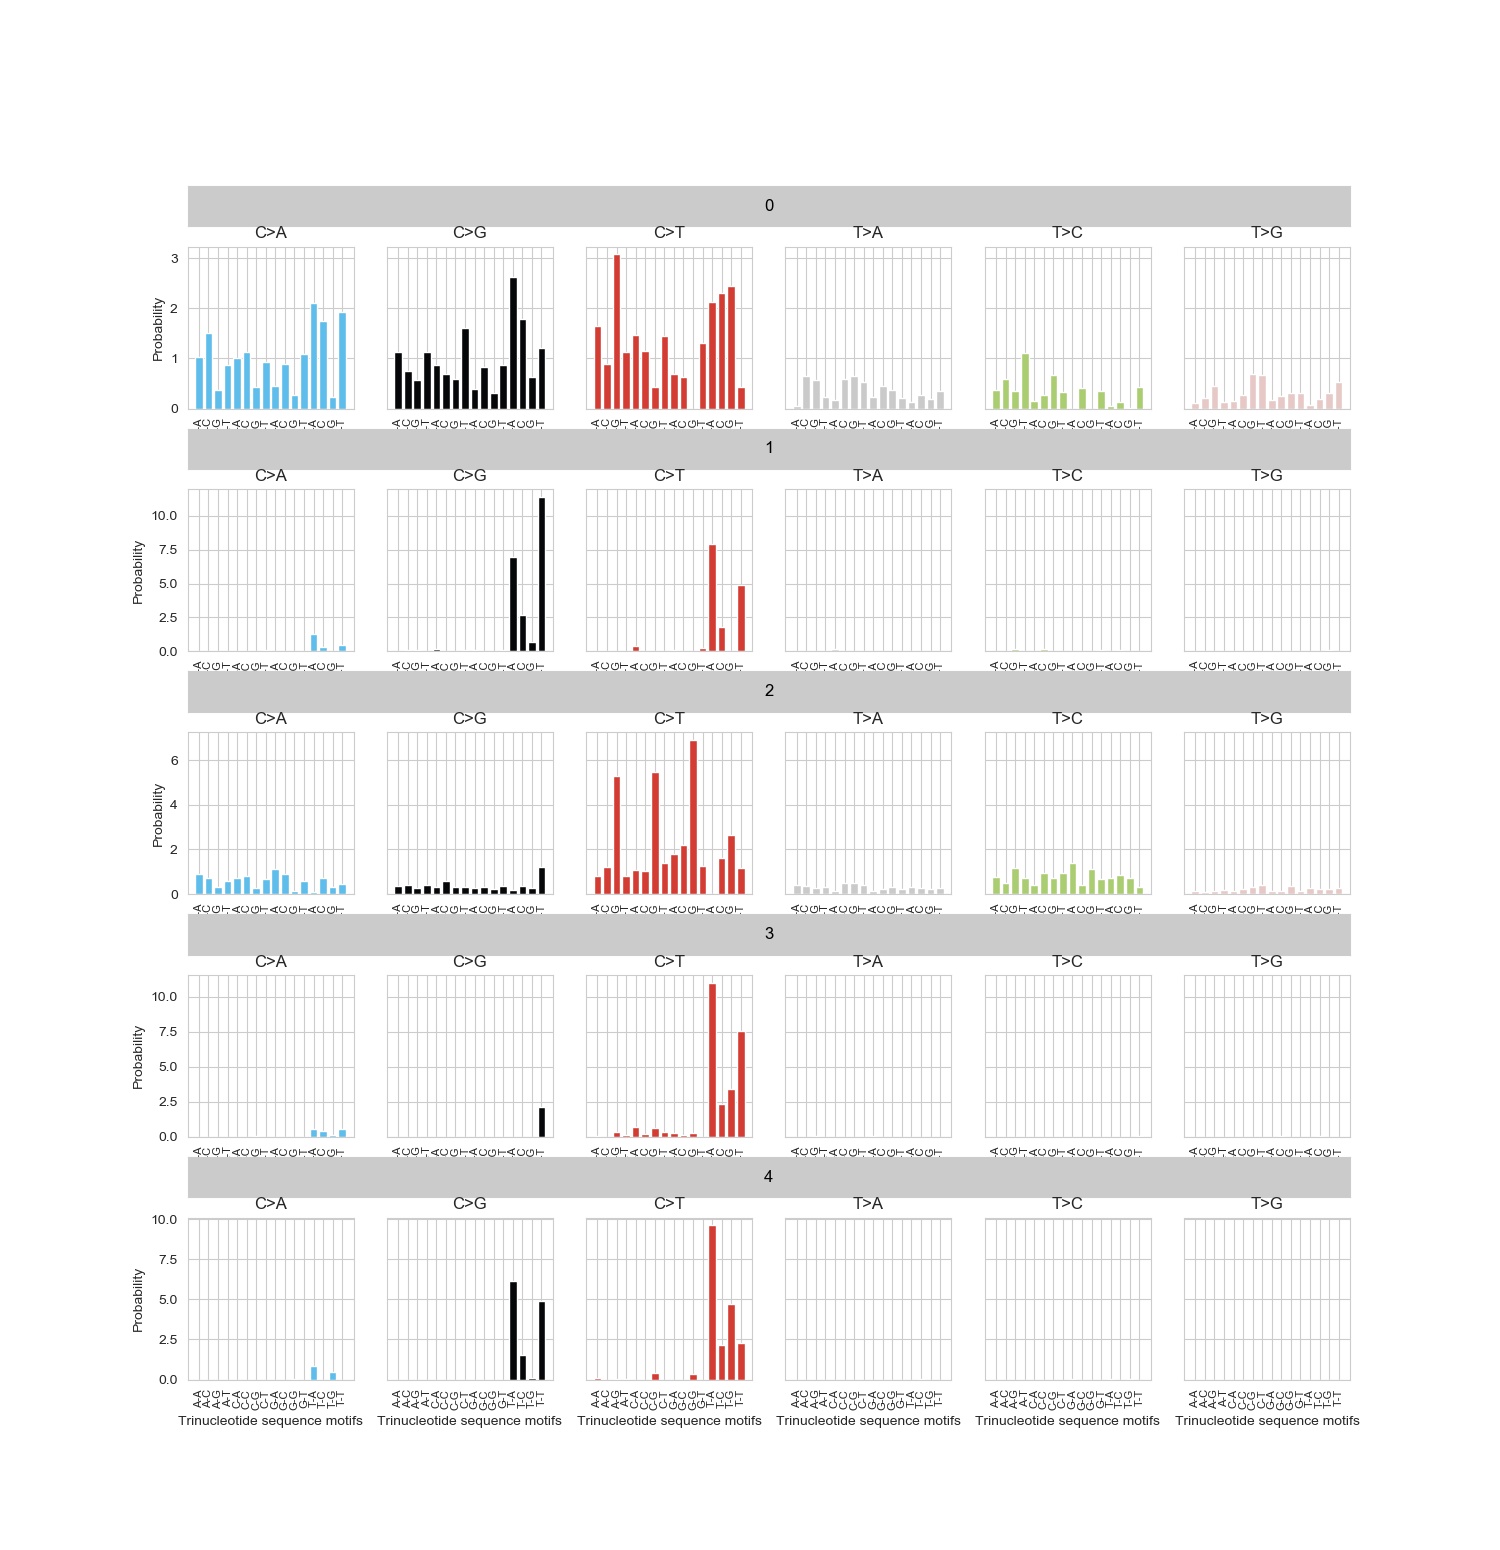 0
C>A C>G C>T T>A T>C T>G
Probability
3
2
1
0
1
C>A C>G C>T T>A T>C T>G
Probability
10.0
7.5
5.0
2.5
0.0
2
C>A C>G C>T T>A T>C T>G
Probability
6
4
2
0
3
C>A C>G C>T T>A T>C T>G
Probability
10.0
7.5
5.0
2.5
0.0
4
C>A C>G C>T T>A T>C T>G
Probability
10.0
7.5
5.0
2.5
0.0
A-A A-C A-G A-T C-A C-C C-G C-T G-A G-C G-G G-T T-A T-C T-G T-T
A-A A-C A-G A-T C-A C-C C-G C-T G-A G-C G-G G-T T-A T-C T-G T-T
A-A A-C A-G A-T C-A C-C C-G C-T G-A G-C G-G G-T T-A T-C T-G T-T
A-A A-C A-G A-T C-A C-C C-G C-T G-A G-C G-G G-T T-A T-C T-G T-T
A-A A-C A-G A-T C-A C-C C-G C-T G-A G-C G-G G-T T-A T-C T-G T-T
A-A A-C A-G A-T C-A C-C C-G C-T G-A G-C G-G G-T T-A T-C T-G T-T
Trinucleotide sequence motifs Trinucleotide sequence motifs Trinucleotide sequence motifs Trinucleotide sequence motifs Trinucleotide sequence motifs Trinucleotide sequence motifs